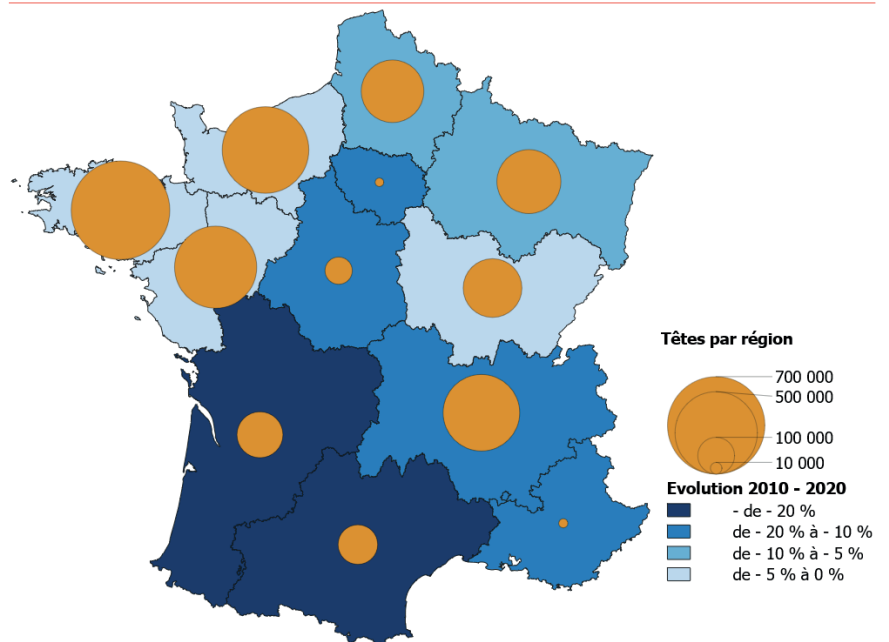 Têtes par région
700 000
500 000
100 000
10 000
Evolution 2010 - 2020
- de - 20 %
de - 20 % à - 10 %
de - 10 % à - 5 %
de - 5 % à 0 %